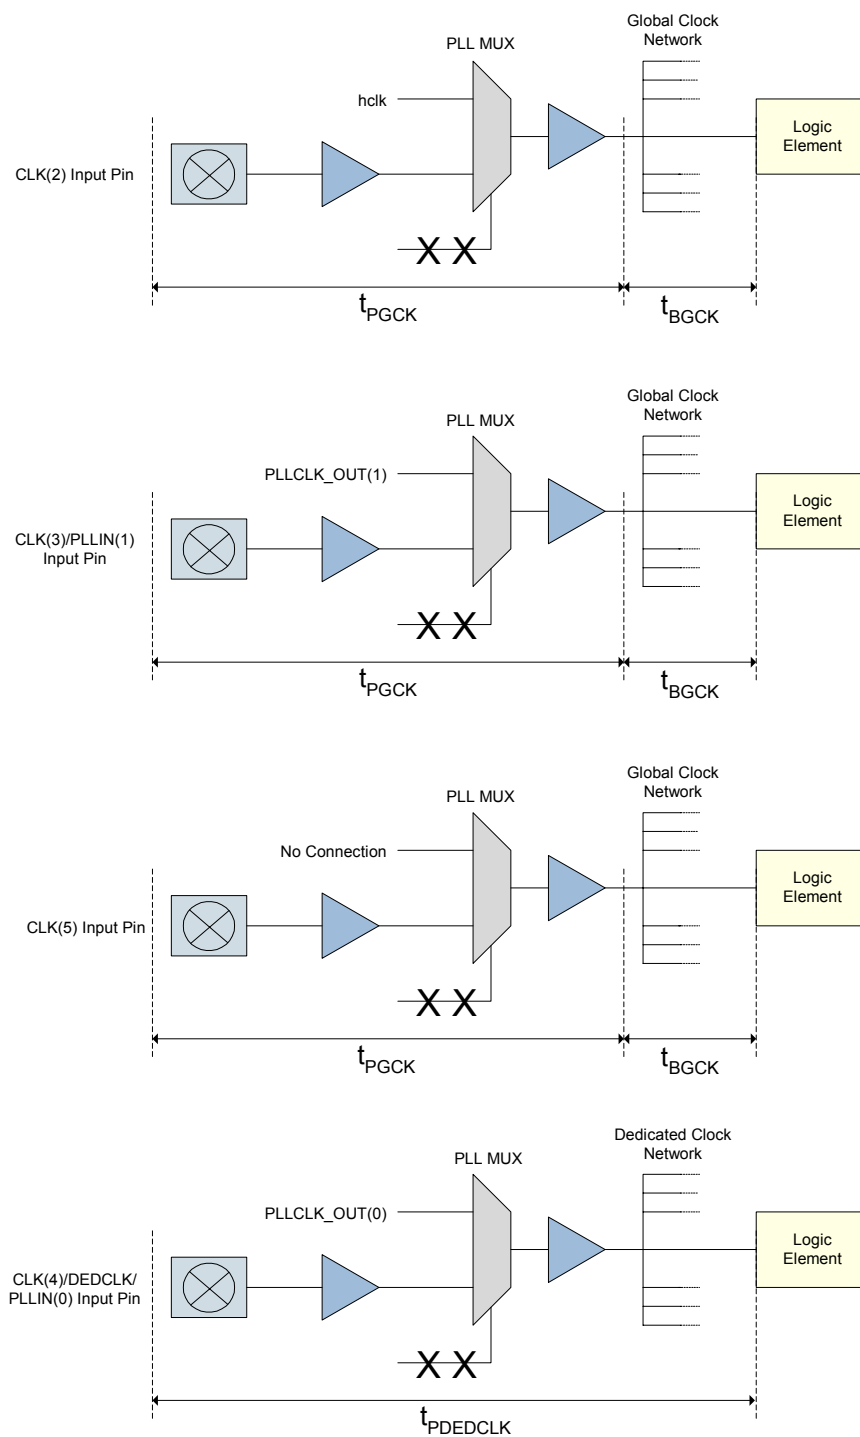 Global Clock
Network
PLL MUX
hclk
Logic
Element
CLK(2) Input Pin
X X
tPGCK
tBGCK
Global Clock
Network
PLL MUX
PLLCLK_OUT(1)
Logic
Element
CLK(3)/PLLIN(1)
Input Pin
X X
tPGCK
tBGCK
Global Clock
Network
PLL MUX
No Connection
Logic
Element
CLK(5) Input Pin
X X
tPGCK
tBGCK
Dedicated Clock
Network
PLL MUX
PLLCLK_OUT(0)
Logic
Element
CLK(4)/DEDCLK/
PLLIN(0) Input Pin
X X
tPDEDCLK